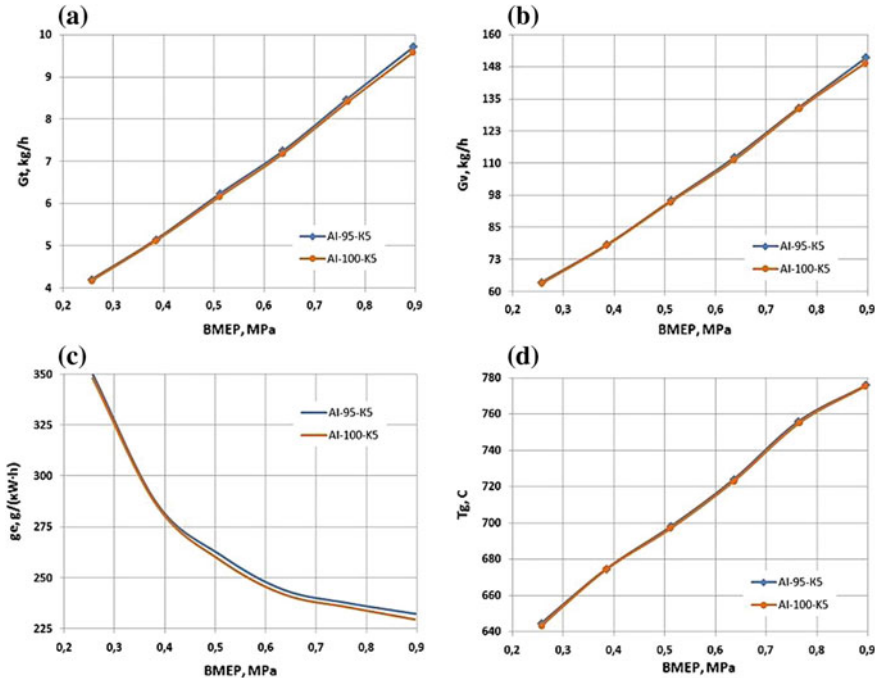 (a)
10
9
8
7
6
5
4
Gt, kg/h
AI-95-K5
AI-100-K5
0,2 0,3 0,4 0,5 0,6 0,7 0,8 0,9
BMEP, MPa
(b)
160
148
135
123
110
98
85
73
60
Gv, kg/h
AI-95-K5
AI-100-K5
0,2 0,3 0,4 0,5 0,6 0,7 0,8 0,9
BMEP, MPa
(c)
350
325
300
275
250
225
ge, g/(кW·h)
AI-95-K5
AI-100-K5
0,2 0,3 0,4 0,5 0,6 0,7 0,8 0,9
BMEP, MPa
(d)
780
760
740
720
700
680
660
640
Tg, C
AI-95-K5
AI-100-K5
0,2 0,3 0,4 0,5 0,6 0,7 0,8 0,9
BMEP, MPa